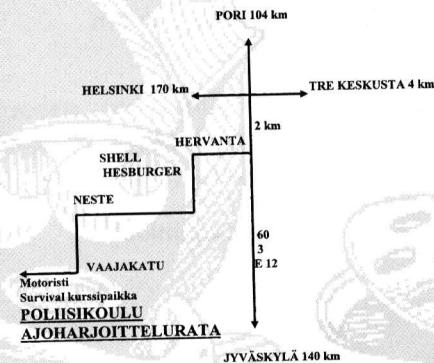 PORI 104 km
HELSINKI 170 km
TRE KESKUSTA 4 km
2 km
HERVANTA
SHELL
HESBURGER
NESTE
60
3
E 12
VAAJAKATU
Motoristi
Survival kurssipaikka
POLIISIKOULU
AJOHARJOITTELURATA
JYVÄSKYLÄ 140 km